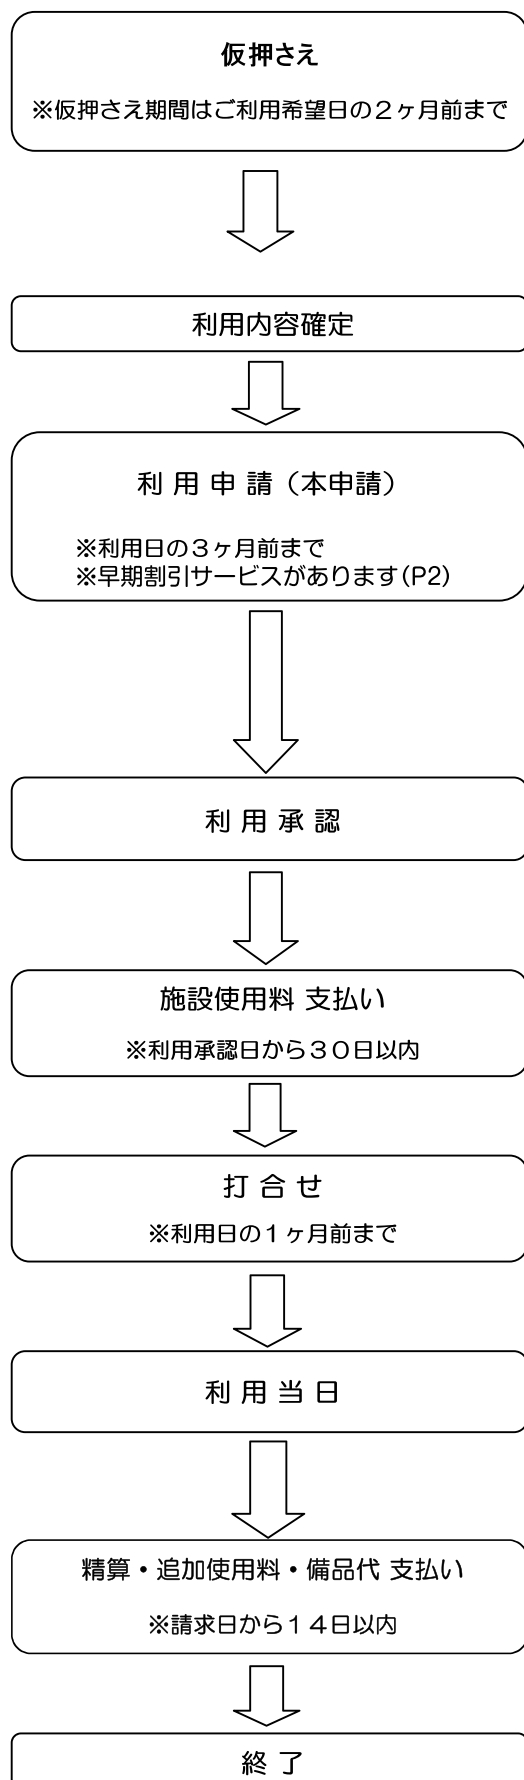 仮押さえ
※仮押さえ期間はご利用希望日の２ヶ月前まで
利用内容確定
利 用 申 請（本申請）
※利用日の３ヶ月前まで
※早期割引サービスがあります(P2)
利 用 承 認
施設使用料 支払い
※利用承認日から３０日以内
打 合 せ
※利用日の１ヶ月前まで
利 用 当 日
精算・追加使用料・備品代 支払い
※請求日から１４日以内
終 了